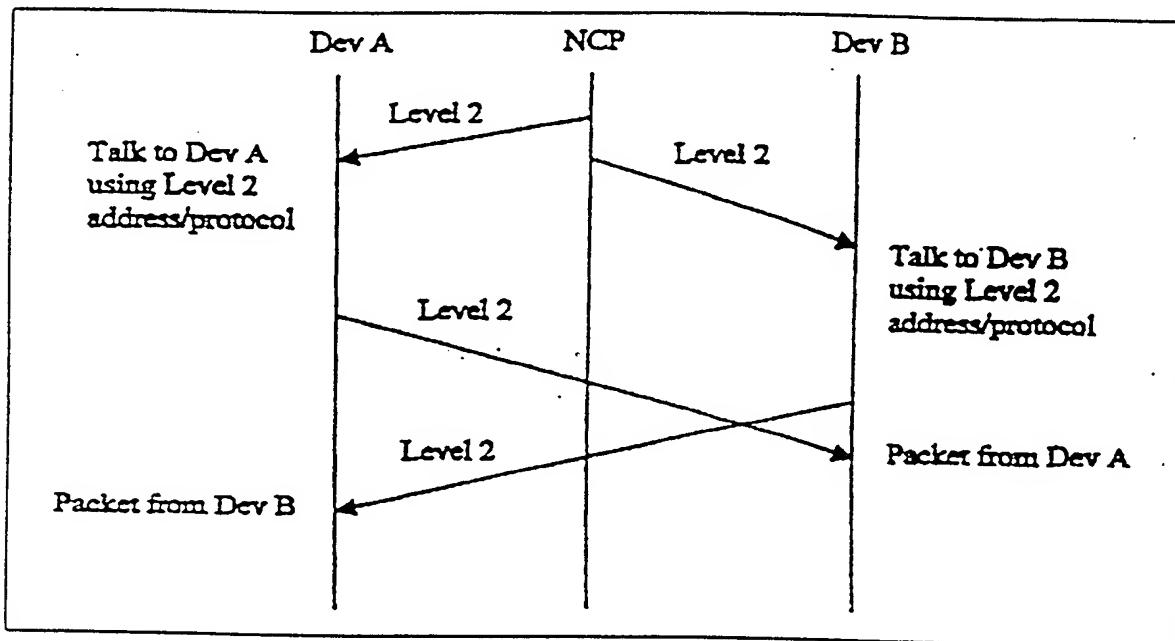 Dev A
NCP
Dev B
Level 2
Talk to Dev A
using Level 2
address/protocol
Level 2
Talk to Dev B
using Level 2
address/protocol
Level 2
Level 2
Packet from Dev A
Packet from Dev B